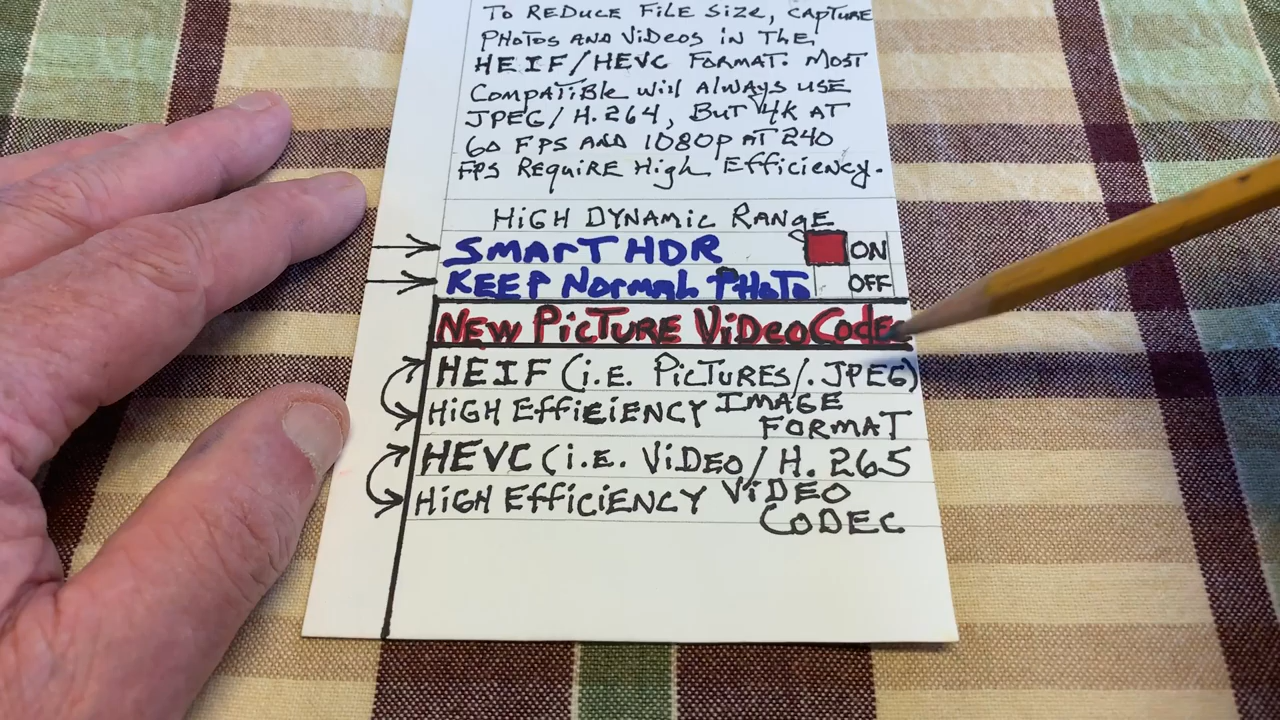 TO REDUCE FILE SIZE, CAPTURE
PHOTOS AND VIDEOS IN THE
HEIF/HEVC FORMAT. MOST
COMPATIBLE WILL ALWAYS USE
JPEG/H.264, BUT 4K AT
60 FPS AND 1080P AT 240
FPS REQUIRE HIGH EFFICIENCY.
HIGH DYNAMIC RANGE
SMART HDR ON
KEEP NORMAL PHOTO OFF
NEW PICTURE VIDEO CODEC
HEIF (i.E. PICTURES/.JPEG)
HIGH EFFICIENCY IMAGE
FORMAT
HEVC (i.E. VIDEO/H.265
HIGH EFFICIENCY VIDEO
CODEC